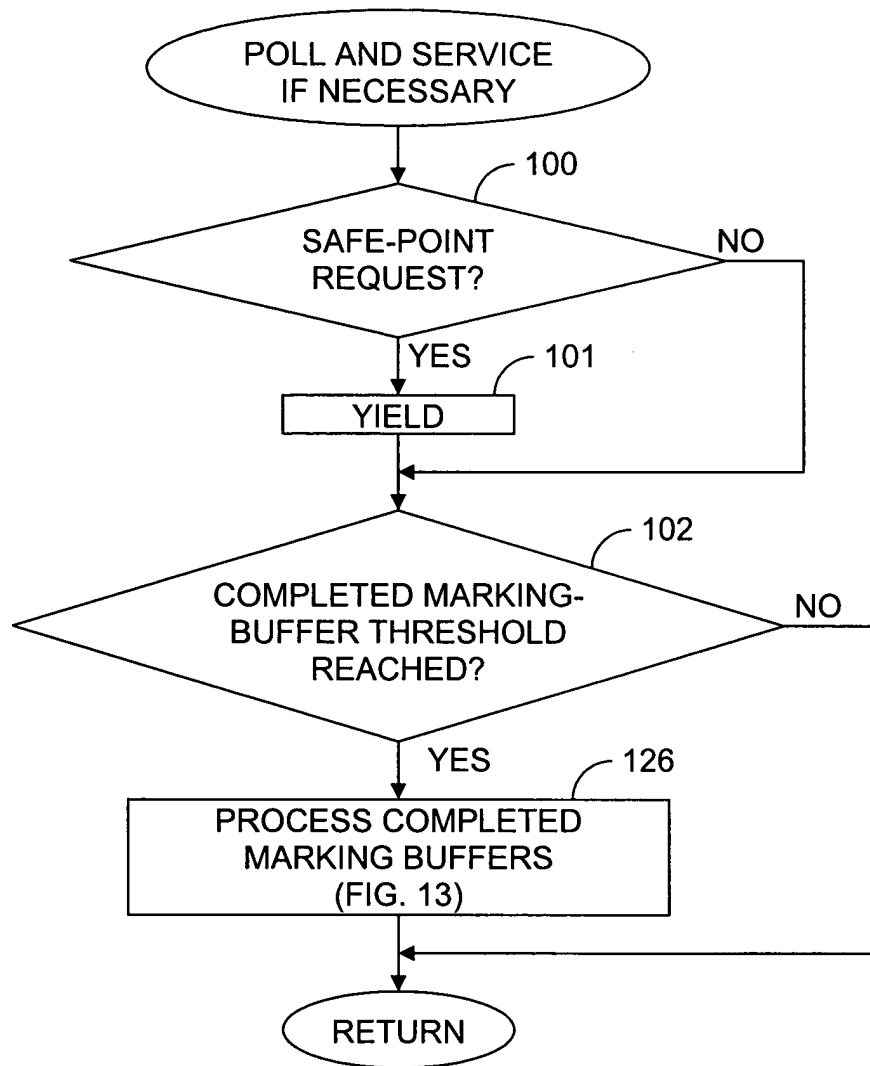 POLL AND SERVICE
IF NECESSARY
100
SAFE-POINT
REQUEST?
NO
YES
101
YIELD
102
COMPLETED MARKING-
BUFFER THRESHOLD
REACHED?
NO
YES
126
PROCESS COMPLETED
MARKING BUFFERS
(FIG. 13)
RETURN